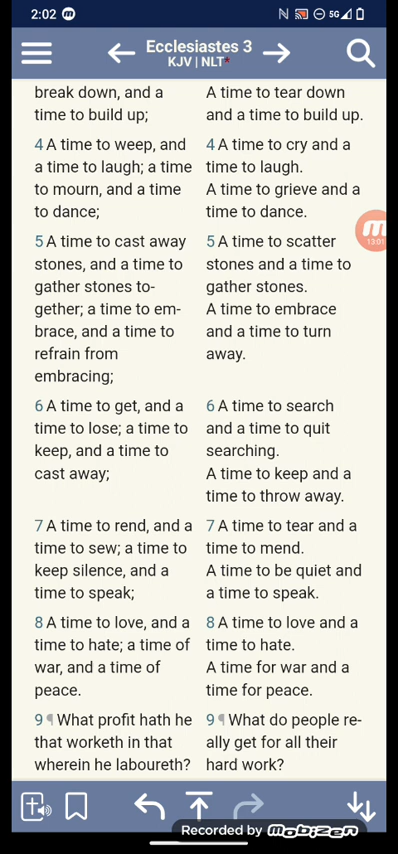 2:02
5G
Ecclesiastes 3
KJV | NLT*
break down, and a
time to build up;
4 A time to weep, and
a time to laugh; a time
to mourn, and a time
to dance;
5 A time to cast away
stones, and a time to
gather stones to-
gether; a time to em-
brace, and a time to
refrain from
embracing;
6 A time to get, and a
time to lose; a time to
keep, and a time to
cast away;
7 A time to rend, and a
time to sew; a time to
keep silence, and a
time to speak;
8 A time to love, and a
time to hate; a time of
war, and a time of
peace.
9 ¶ What profit hath he
that worketh in that
wherein he laboureth?
A time to tear down
and a time to build up.
4 A time to cry and a
time to laugh.
A time to grieve and a
time to dance.
5 A time to scatter
stones and a time to
gather stones.
A time to embrace
and a time to turn
away.
6 A time to search
and a time to quit
searching.
A time to keep and a
time to throw away.
7 A time to tear and a
time to mend.
A time to be quiet and
a time to speak.
8 A time to love and a
time to hate.
A time for war and a
time for peace.
9 ¶ What do people re-
ally get for all their
hard work?
m
13:01
Recorded by mobizen